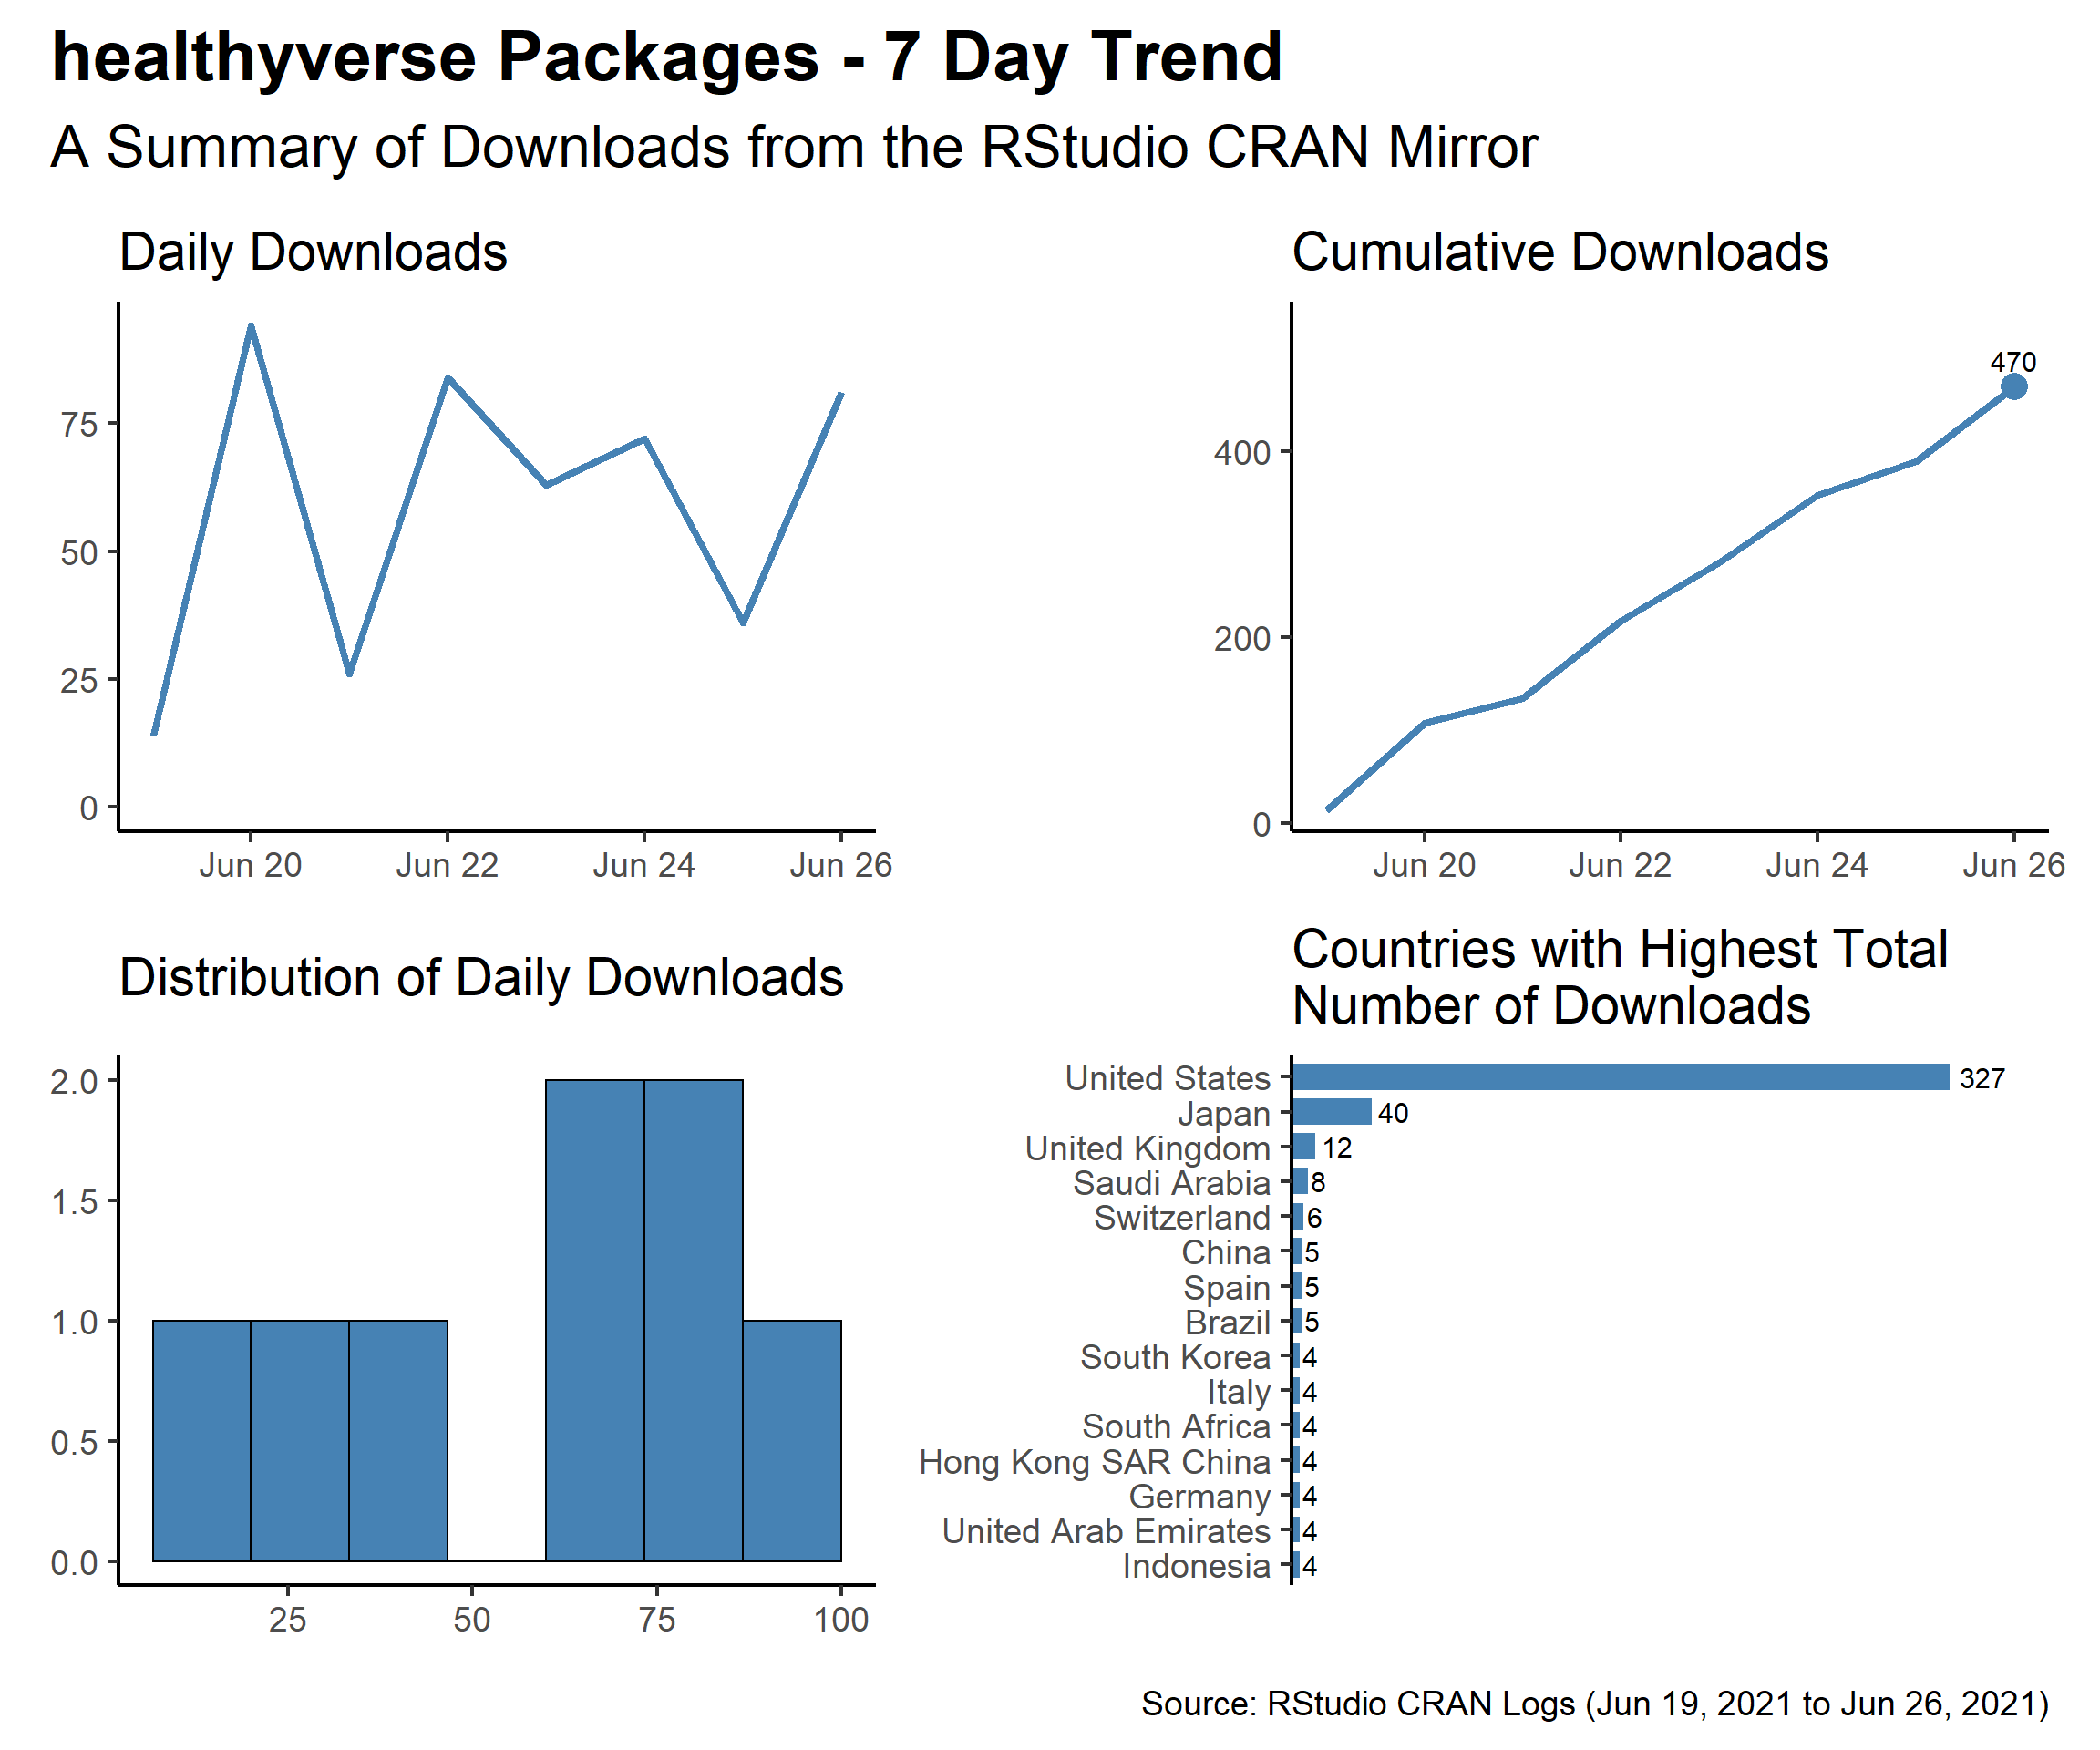 healthyverse Packages - 7 Day Trend
A Summary of Downloads from the RStudio CRAN Mirror
Daily Downloads
75
50
25
0
Jun 20 Jun 22 Jun 24 Jun 26
Cumulative Downloads
470
400
200
0
Jun 20 Jun 22 Jun 24 Jun 26
Distribution of Daily Downloads
2.0
1.5
1.0
0.5
0.0
25 50 75 100
Countries with Highest Total
Number of Downloads
United States 327
Japan 40
United Kingdom 12
Saudi Arabia 8
Switzerland 6
China 5
Spain 5
Brazil 5
South Korea 4
Italy 4
South Africa 4
Hong Kong SAR China 4
Germany 4
United Arab Emirates 4
Indonesia 4
Source: RStudio CRAN Logs (Jun 19, 2021 to Jun 26, 2021)